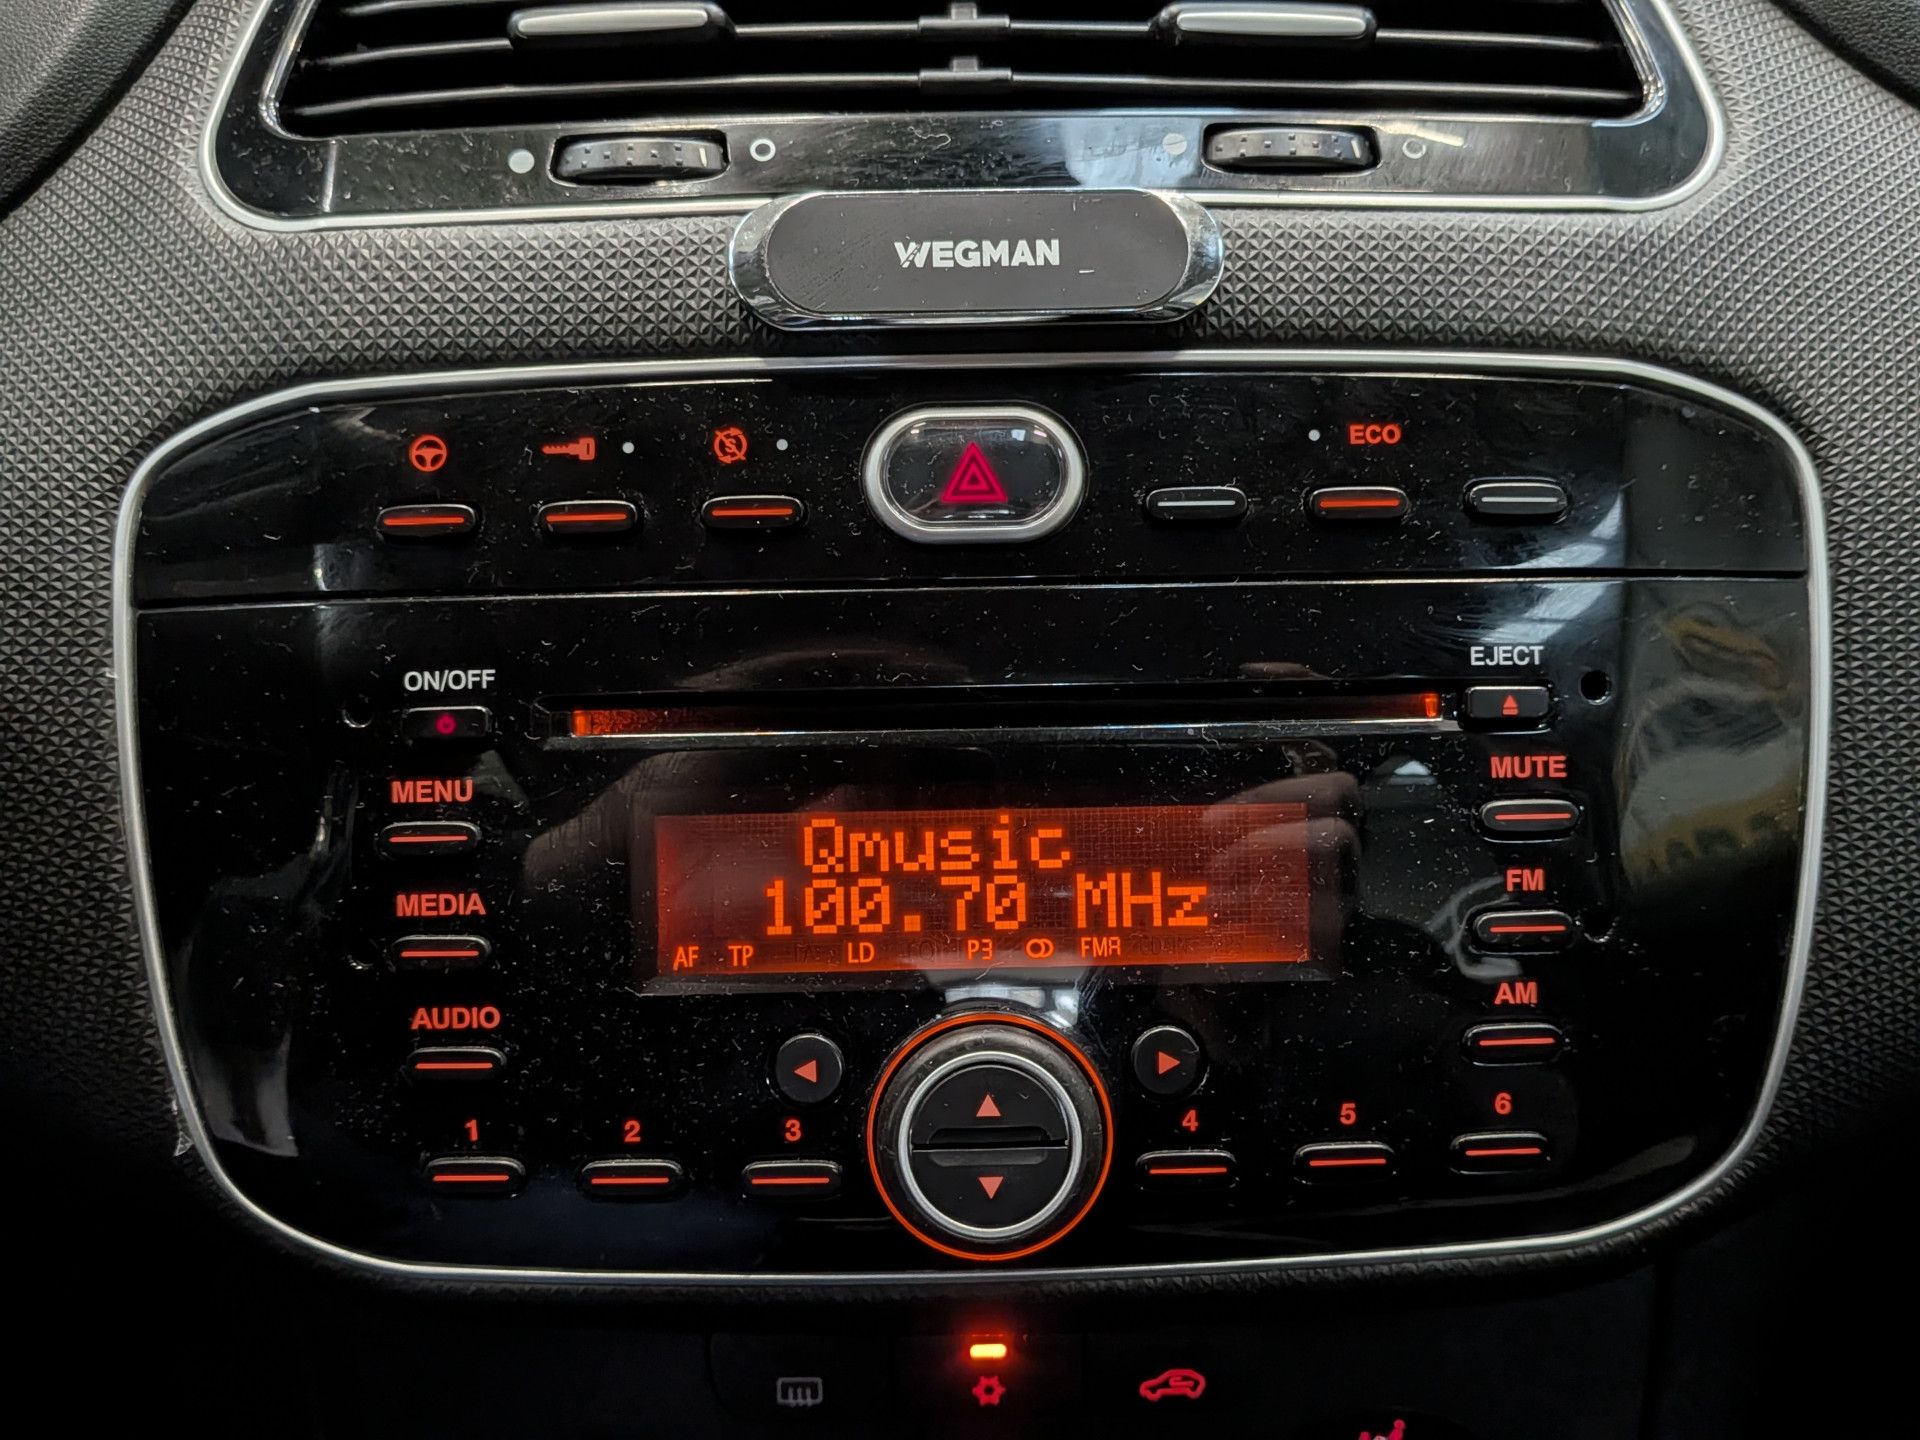 WEGMAN
ECO
ON/OFF
EJECT
MENU
MUTE
Qmusic
100.70 MHz
MEDIA
FM
AF TP LD P3 FMA
AUDIO
AM
1 2 3 4 5 6